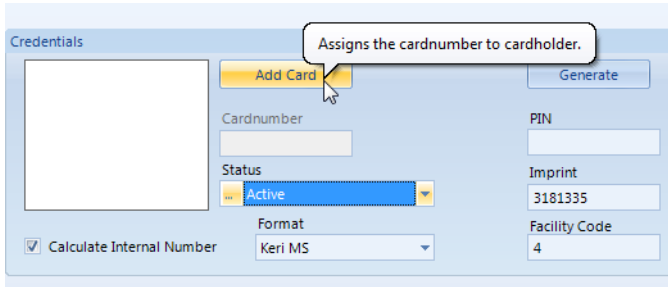 Credentials
Assigns the cardnumber to cardholder.
Add Card
Generate
Cardnumber
PIN
Status
... Active
Imprint
3181335
Format
Facility Code
Calculate Internal Number
Keri MS
4